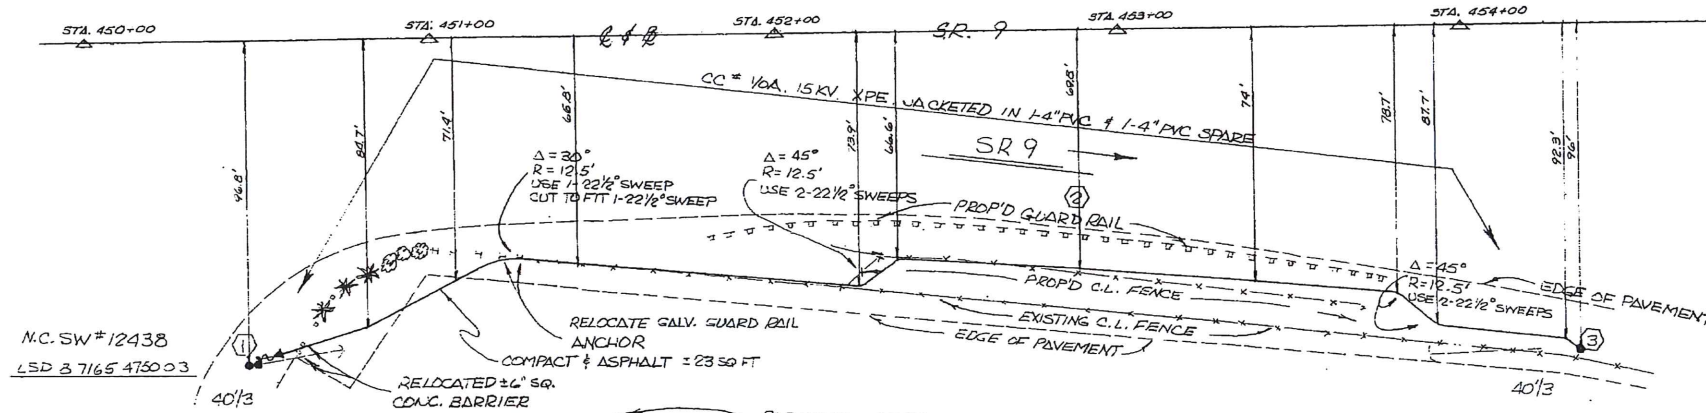 STA. 450+00
STA. 451+00
STA. 452+00
S.R. 9
STA. 453+00
STA. 454+00
CC # 1/0A. 15 KV. XPE. JACKETED IN 1-4" PVC & 1-4" PVC SPARE
SR 9
96.8'
84.7'
71.4'
65.8'
73.9'
66.6'
69.8'
74'
78.7'
87.7'
92.3'
96'
Δ = 30°
R = 12.5'
USE 1-22½° SWEEP
CUT TO FIT 1-22½° SWEEP
Δ = 45°
R = 12.5'
USE 2-22½° SWEEPS
2
PROP'D GUARD RAIL
PROP'D C.L. FENCE
EXISTING C.L. FENCE
EDGE OF PAVEMENT
Δ = 45°
R = 12.5'
USE 2-22½° SWEEPS
EDGE OF PAVEMENT
RELOCATE GALV. GUARD RAIL
ANCHOR
COMPACT & ASPHALT ±23 SQ FT
RELOCATED ±6" SQ.
CONC. BARRIER
N.C. SW #12438
LSD 8 7165 4750 0 3
1
40'/3
3
40'/3